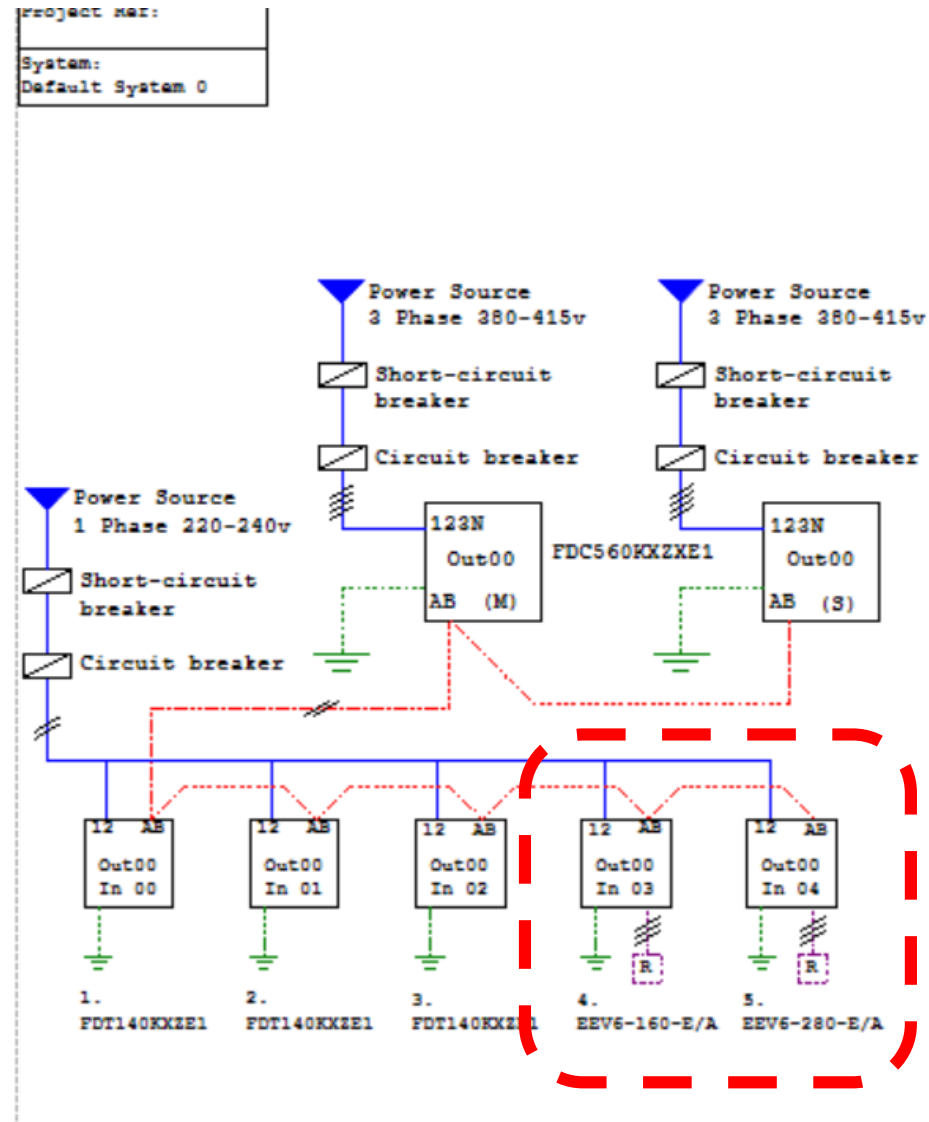 Project Ref:
System:
Default System 0
Power Source
3 Phase 380-415v
Short-circuit
breaker
Circuit breaker
Power Source
3 Phase 380-415v
Short-circuit
breaker
Circuit breaker
Power Source
1 Phase 220-240v
Short-circuit
breaker
Circuit breaker
123N
Out00
AB (M)
FDC560KXZXE1
123N
Out00
AB (S)
12 AB
Out00
In 00
12 AB
Out00
In 01
12 AB
Out00
In 02
12 AB
Out00
In 03
12 AB
Out00
In 04
R
R
1.
FDT140KXZE1
2.
FDT140KXZE1
3.
FDT140KXZE1
4.
EEV6-160-E/A
5.
EEV6-280-E/A